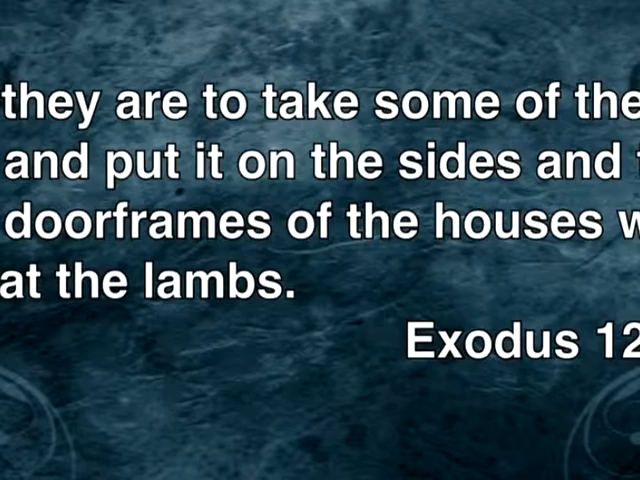 they are to take some of the
and put it on the sides and
doorframes of the houses
at the lambs.
Exodus 12